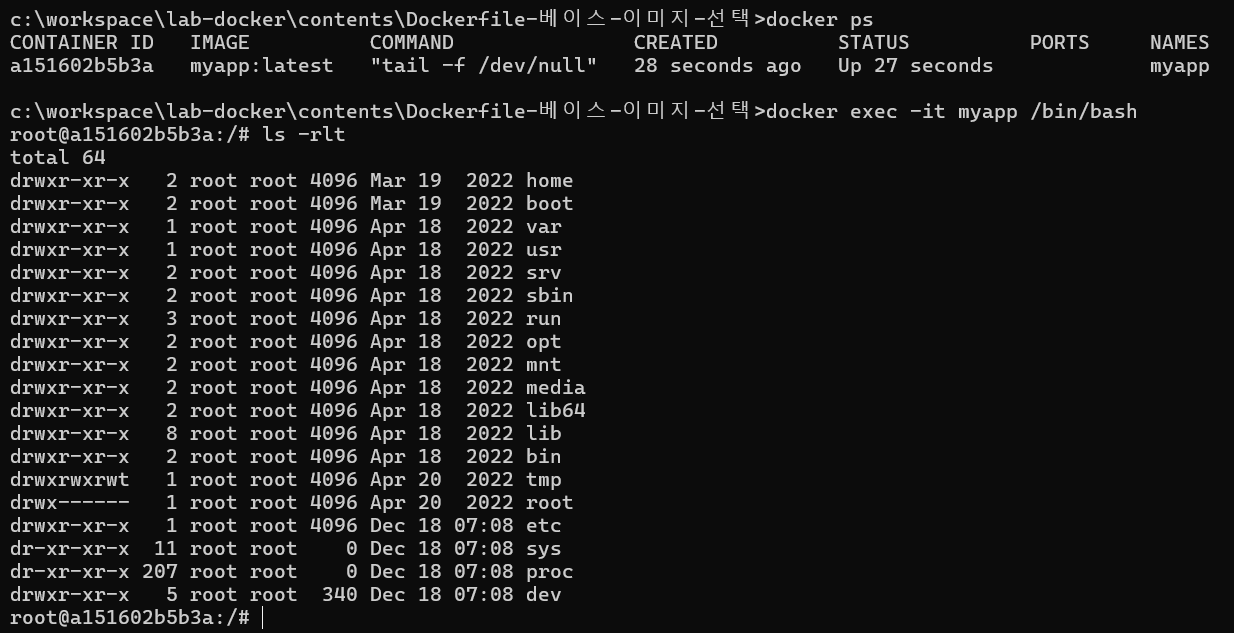 c:\workspace\lab-docker\contents\Dockerfile-베이스-이미지-선택>docker ps
CONTAINER ID   IMAGE          COMMAND               CREATED          STATUS          PORTS     NAMES
a151602b5b3a   myapp:latest   "tail -f /dev/null"   28 seconds ago   Up 27 seconds             myapp

c:\workspace\lab-docker\contents\Dockerfile-베이스-이미지-선택>docker exec -it myapp /bin/bash
root@a151602b5b3a:/# ls -rlt
total 64
drwxr-xr-x   2 root root 4096 Mar 19  2022 home
drwxr-xr-x   2 root root 4096 Mar 19  2022 boot
drwxr-xr-x   1 root root 4096 Apr 18  2022 var
drwxr-xr-x   1 root root 4096 Apr 18  2022 usr
drwxr-xr-x   2 root root 4096 Apr 18  2022 srv
drwxr-xr-x   2 root root 4096 Apr 18  2022 sbin
drwxr-xr-x   3 root root 4096 Apr 18  2022 run
drwxr-xr-x   2 root root 4096 Apr 18  2022 opt
drwxr-xr-x   2 root root 4096 Apr 18  2022 mnt
drwxr-xr-x   2 root root 4096 Apr 18  2022 media
drwxr-xr-x   2 root root 4096 Apr 18  2022 lib64
drwxr-xr-x   8 root root 4096 Apr 18  2022 lib
drwxr-xr-x   2 root root 4096 Apr 18  2022 bin
drwxrwxrwt   1 root root 4096 Apr 20  2022 tmp
drwx------   1 root root 4096 Apr 20  2022 root
drwxr-xr-x   1 root root 4096 Dec 18 07:08 etc
dr-xr-xr-x  11 root root    0 Dec 18 07:08 sys
dr-xr-xr-x 207 root root    0 Dec 18 07:08 proc
drwxr-xr-x   5 root root  340 Dec 18 07:08 dev
root@a151602b5b3a:/#